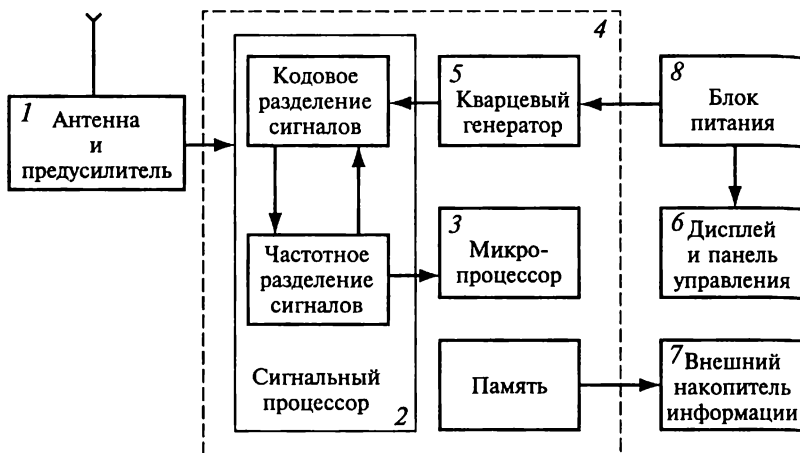 4
1
Антенна
и
предусилитель
Кодовое
разделение
сигналов
5
Кварцевый
генератор
8
Блок
питания
Частотное
разделение
сигналов
3
Микро-
процессор
6 Дисплей
и панель
управления
Сигнальный
процессор
2
Память
7 Внешний
накопитель
информации